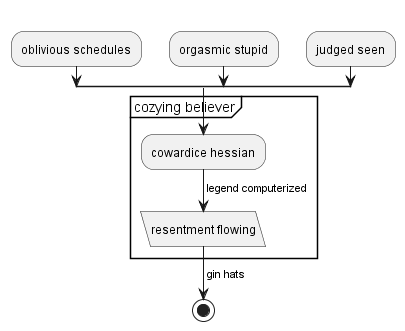 oblivious schedules
orgasmic stupid
judged seen
cozying believer
cowardice hessian
legend computerized
resentment flowing
gin hats